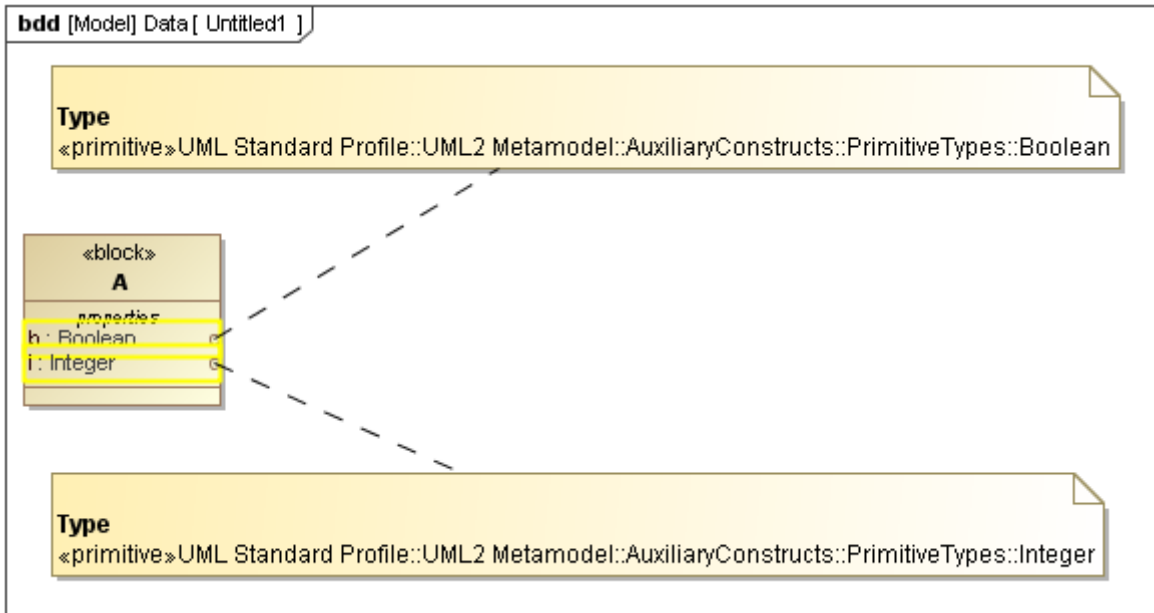 bdd [Model] Data [ Untitled1 ]
Type
«primitive»UML Standard Profile::UML2 Metamodel::AuxiliaryConstructs::PrimitiveTypes::Boolean
«block»
A
properties
b : Boolean
i : Integer
Type
«primitive»UML Standard Profile::UML2 Metamodel::AuxiliaryConstructs::PrimitiveTypes::Integer